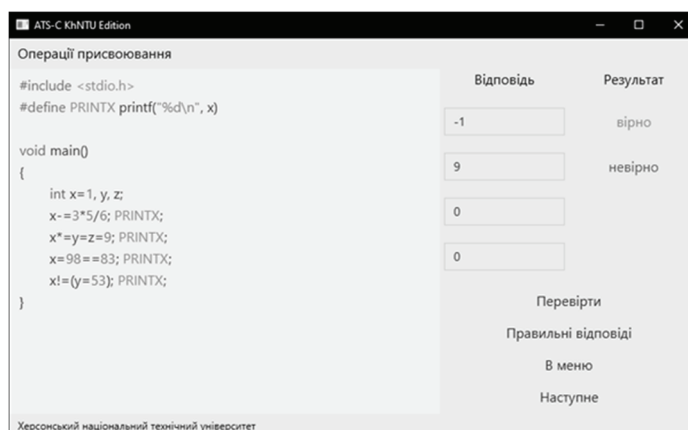 ATS-C KhNTU Edition
Операції присвоювання
#include <stdio.h>
#define PRINTX printf("%d\n", x)
void main()
{
int x=1, y, z;
x-=3*5/6; PRINTX;
x*=y=z=9; PRINTX;
x=98==83; PRINTX;
x!=(y=53); PRINTX;
}
Відповідь Результат
-1 вірно
9 невірно
0
0
Перевірти
Правильні відповіді
В меню
Наступне
Херсонський національний технічний університет